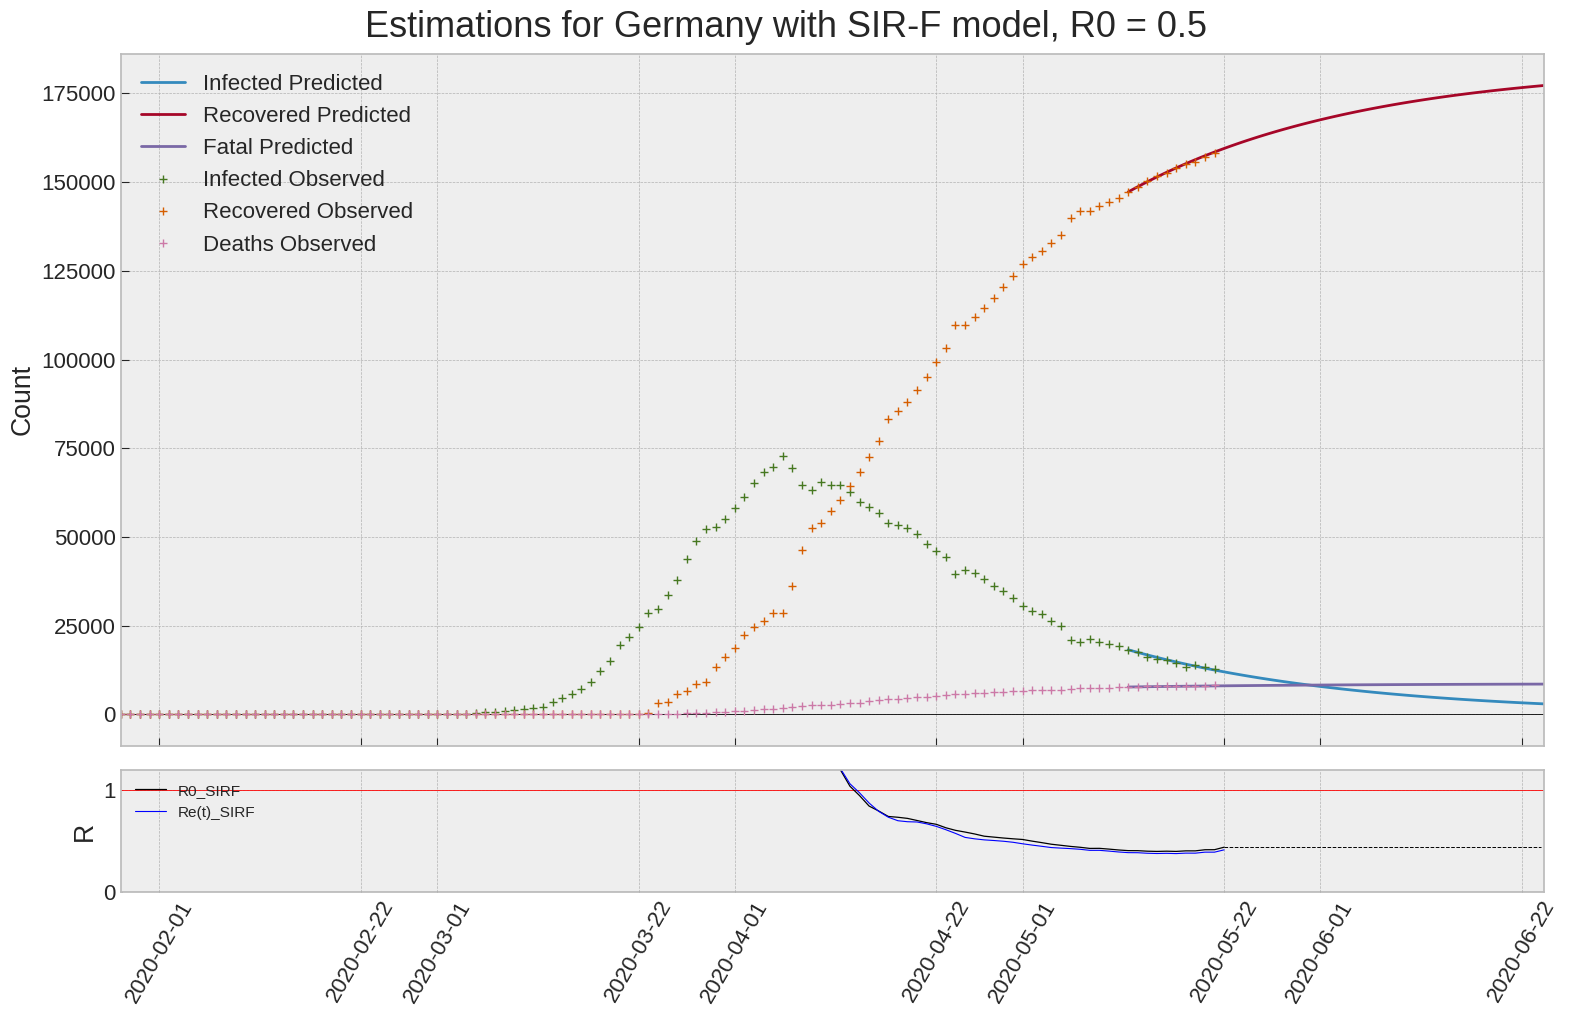 Estimations for Germany with SIR-F model, R0 = 0.5
Infected Predicted
Recovered Predicted
Fatal Predicted
Infected Observed
Recovered Observed
Deaths Observed
175000
150000
125000
100000
75000
50000
25000
0
Count
R0_SIRF
Re(t)_SIRF
1
0
R
2020-02-01
2020-02-22
2020-03-01
2020-03-22
2020-04-01
2020-04-22
2020-05-01
2020-05-22
2020-06-01
2020-06-22